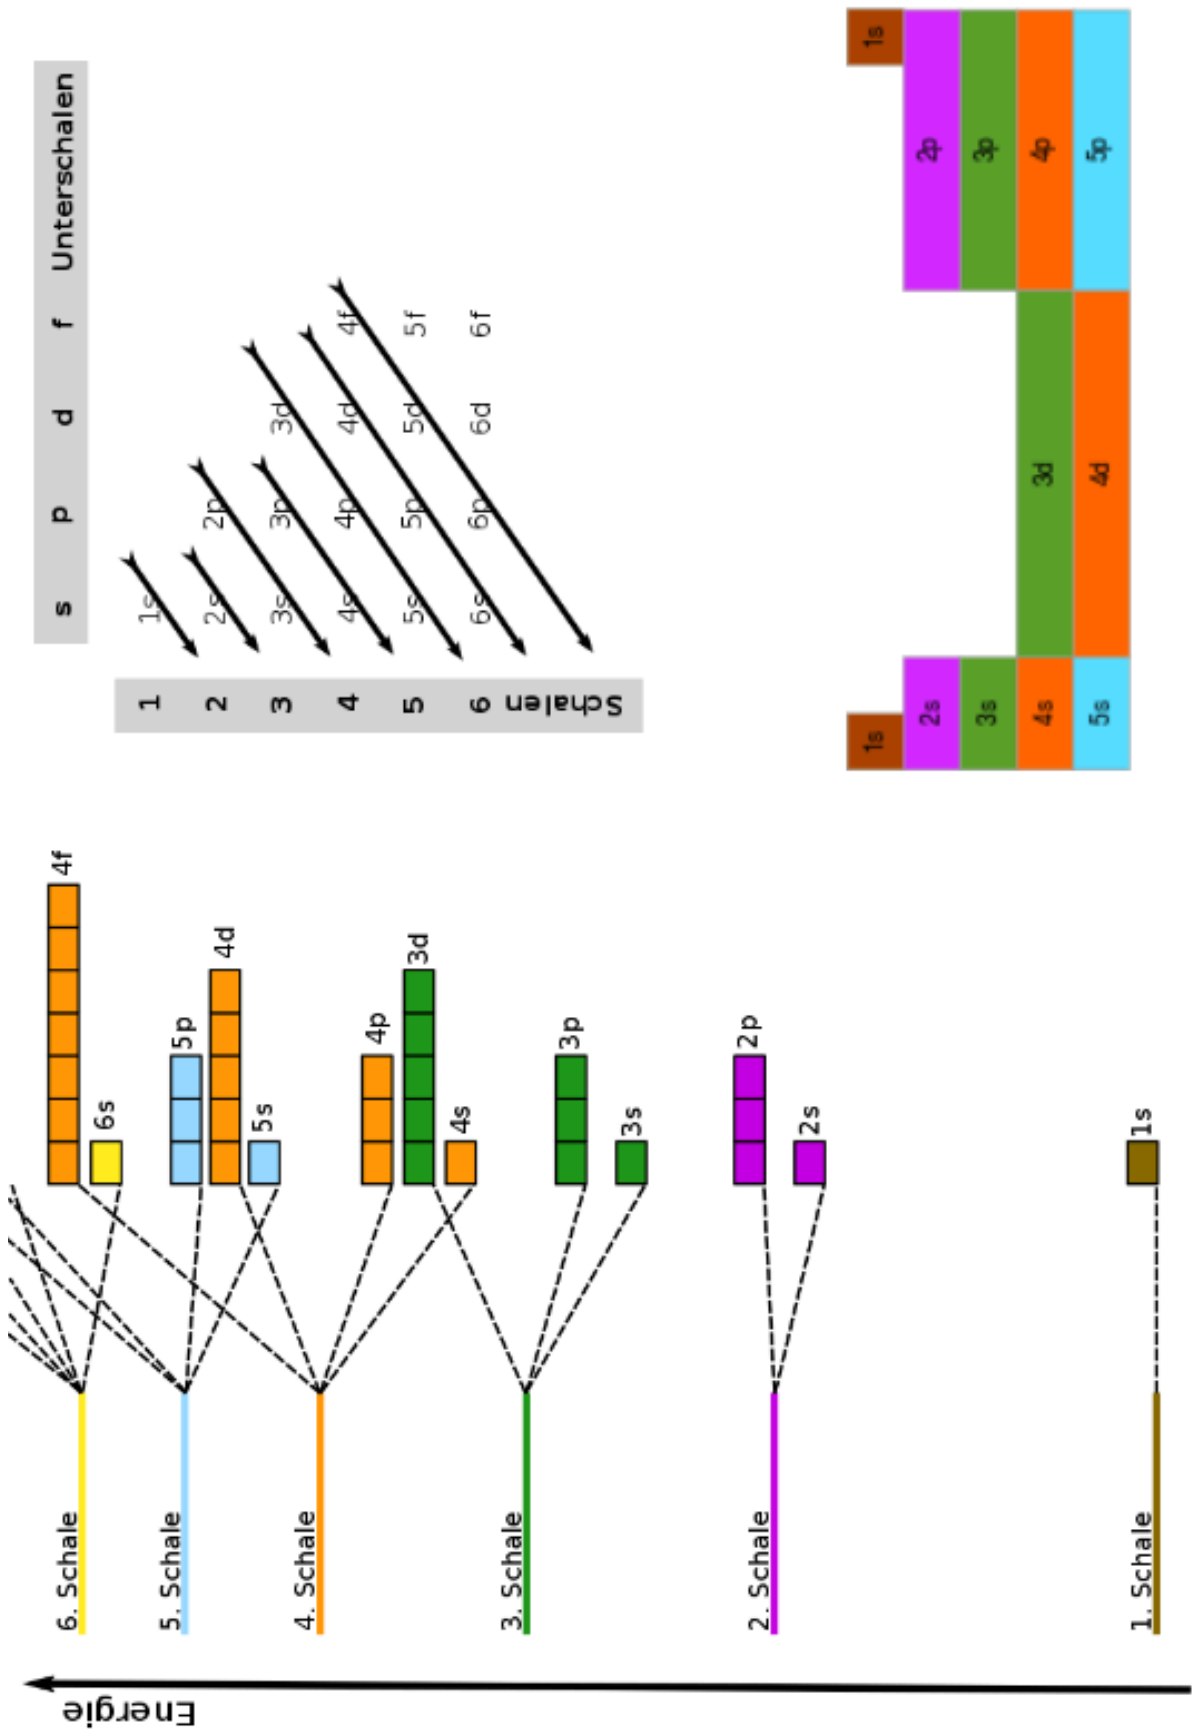 Unterschalen
s p d f
1s
2s 2p
3s 3p 3d
4s 4p 4d 4f
5s 5p 5d 5f
6s 6p 6d 6f
1 2 3 4 5 6 Schalen
1s 1s
2s 2p
3s 3p
4s 3d 4p
5s 4d 5p
Energie
6. Schale 6s 4f
5. Schale 5s 4d 5p
4. Schale 4s 3d 4p
3. Schale 3s 3p
2. Schale 2s 2p
1. Schale 1s